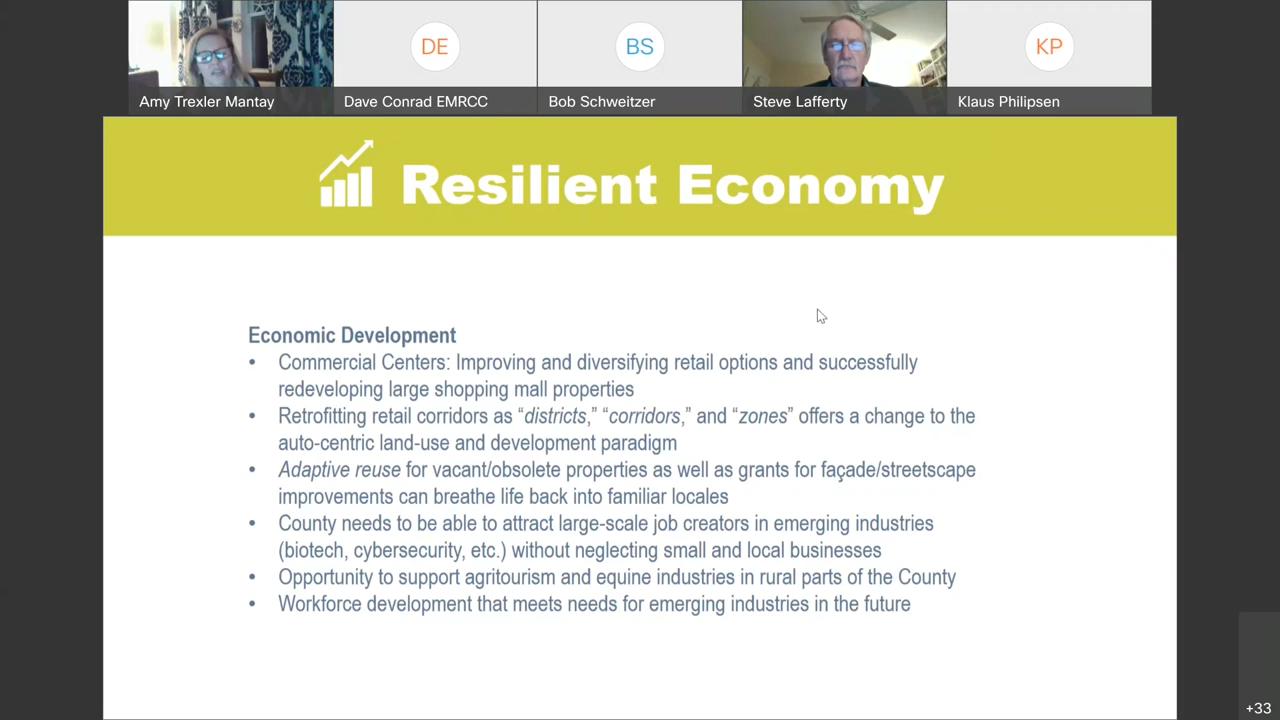 DE
BS
KP
Amy Trexler Mantay
Dave Conrad EMRCC
Bob Schweitzer
Steve Lafferty
Klaus Philipsen
Resilient Economy
Economic Development
• Commercial Centers: Improving and diversifying retail options and successfully
redeveloping large shopping mall properties
• Retrofitting retail corridors as “districts,” “corridors,” and “zones” offers a change to the
auto-centric land-use and development paradigm
• Adaptive reuse for vacant/obsolete properties as well as grants for façade/streetscape
improvements can breathe life back into familiar locales
• County needs to be able to attract large-scale job creators in emerging industries
(biotech, cybersecurity, etc.) without neglecting small and local businesses
• Opportunity to support agritourism and equine industries in rural parts of the County
• Workforce development that meets needs for emerging industries in the future
+33